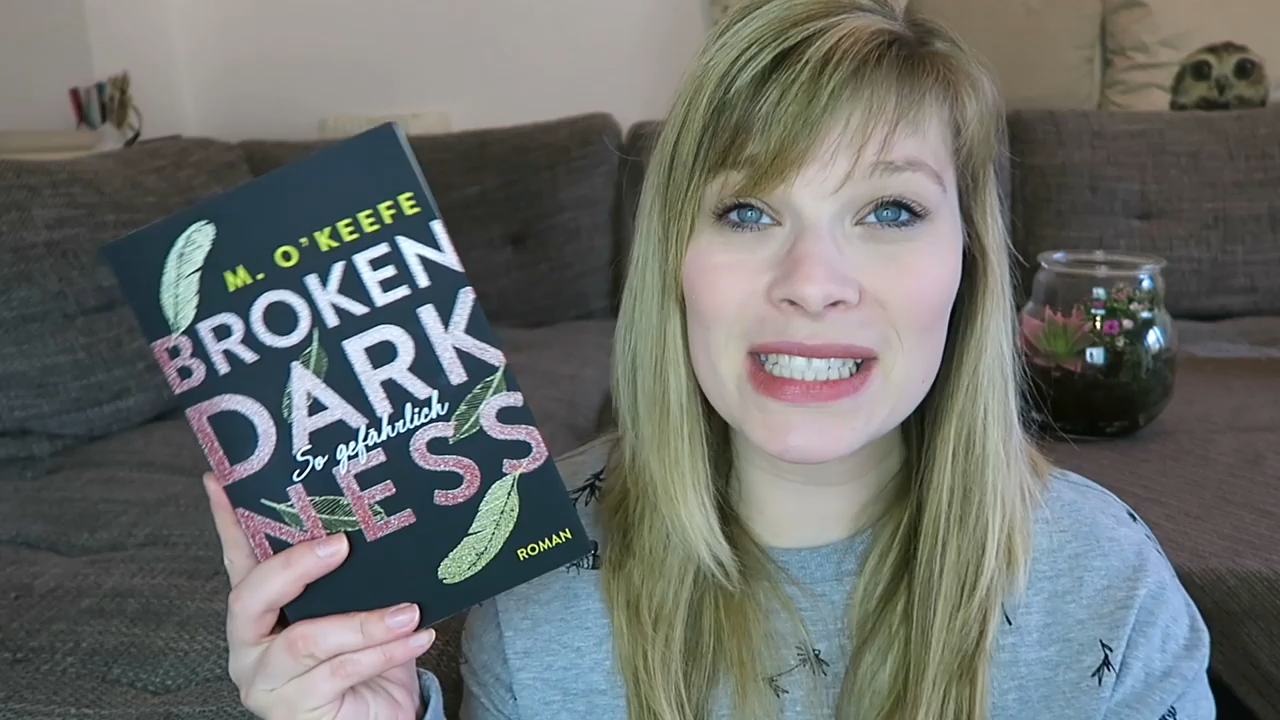 M. O'KEEFE
BROKEN
DARK
So gefährlich
NESS
ROMAN